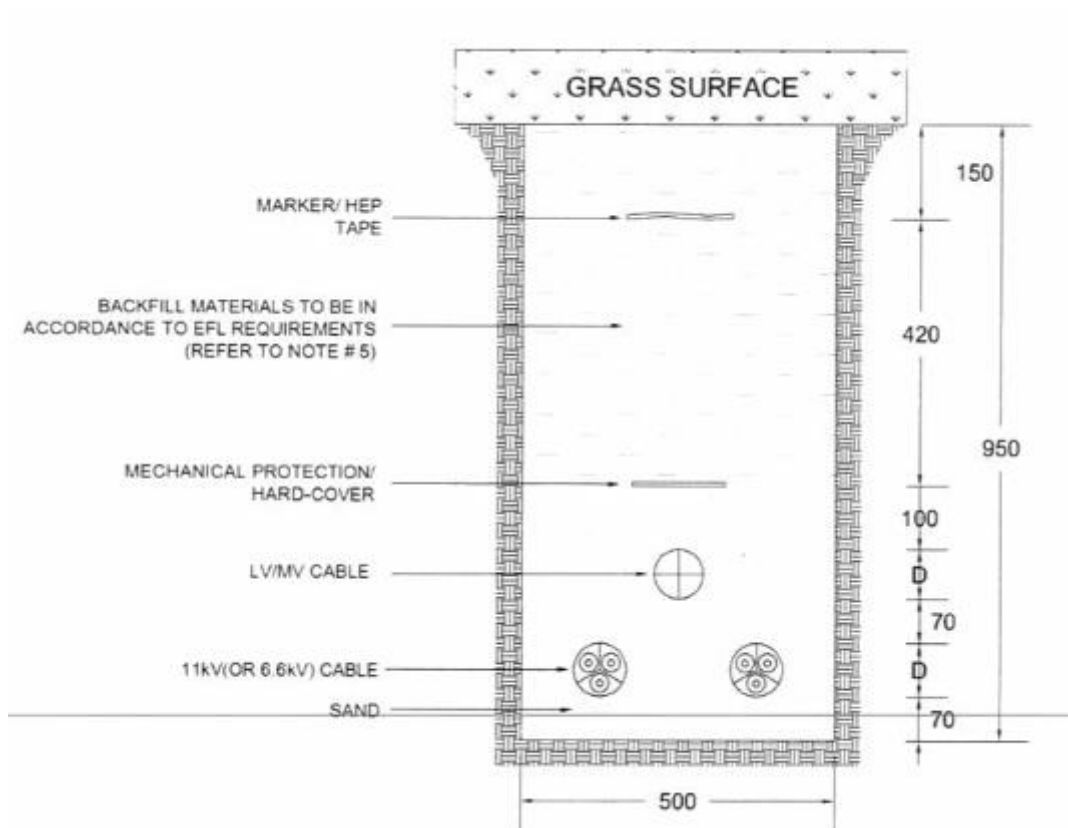 GRASS SURFACE
150
MARKER/ HEP
TAPE
BACKFILL MATERIALS TO BE IN
ACCORDANCE TO EFL REQUIREMENTS
(REFER TO NOTE # 5)
420
950
MECHANICAL PROTECTION/
HARD-COVER
100
LV/MV CABLE
D
70
11kV(OR 6.6kV) CABLE
D
SAND
70
500